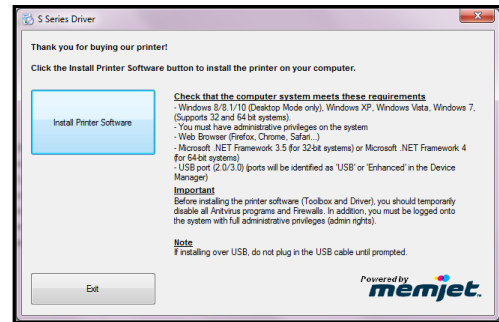 S Series Driver
Thank you for buying our printer!
Click the Install Printer Software button to install the printer on your computer.
Install Printer Software
Check that the computer system meets these requirements
- Windows 8/8.1/10 (Desktop Mode only), Windows XP, Windows Vista, Windows 7,
(Supports 32 and 64 bit systems).
- You must have administrative privileges on the system
- Web Browser (Firefox, Chrome, Safari...)
- Microsoft .NET Framework 3.5 (for 32-bit systems) or Microsoft .NET Framework 4
(for 64-bit systems)
- USB port (2.0/3.0) (ports will be identified as 'USB' or 'Enhanced' in the Device
Manager)
Important
Before installing the printer software (Toolbox and Driver), you should temporarily
disable all Antivirus programs and Firewalls. In addition, you must be logged onto
the system with full administrative privileges (admin rights).
Note
If installing over USB, do not plug in the USB cable until prompted.
Exit
Powered by
memjet.